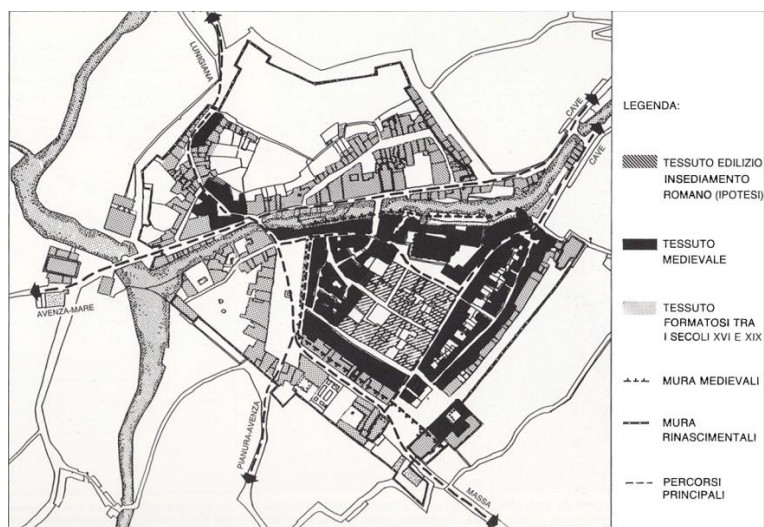 LUNIGIANA
CAVE
CAVE
AVENZA-MARE
PIANURA-AVENZA
MASSA
LEGENDA:
TESSUTO EDILIZIO
INSEDIAMENTO
ROMANO (IPOTESI)
TESSUTO
MEDIEVALE
TESSUTO
FORMATOSI TRA
I SECOLI XVI E XIX
MURA MEDIEVALI
MURA
RINASCIMENTALI
PERCORSI
PRINCIPALI